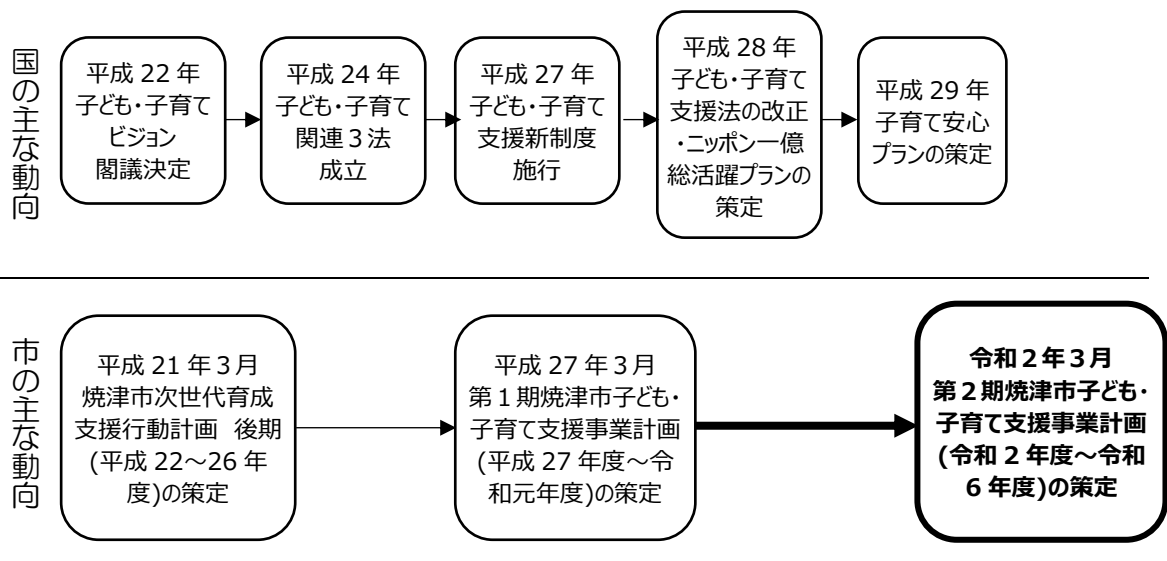 国の主な動向
平成 22 年
子ども・子育て
ビジョン
閣議決定
平成 24 年
子ども・子育て
関連３法
成立
平成 27 年
子ども・子育て
支援新制度
施行
平成 28 年
子ども・子育て
支援法の改正
・ニッポン一億
総活躍プランの
策定
平成 29 年
子育て安心
プランの策定
市の主な動向
平成 21 年３月
焼津市次世代育成
支援行動計画　後期
(平成 22～26 年
度)の策定
平成 27 年３月
第１期焼津市子ども・
子育て支援事業計画
(平成 27 年度～令
和元年度)の策定
令和２年３月
第２期焼津市子ども・
子育て支援事業計画
(令和 2 年度～令和
6 年度)の策定